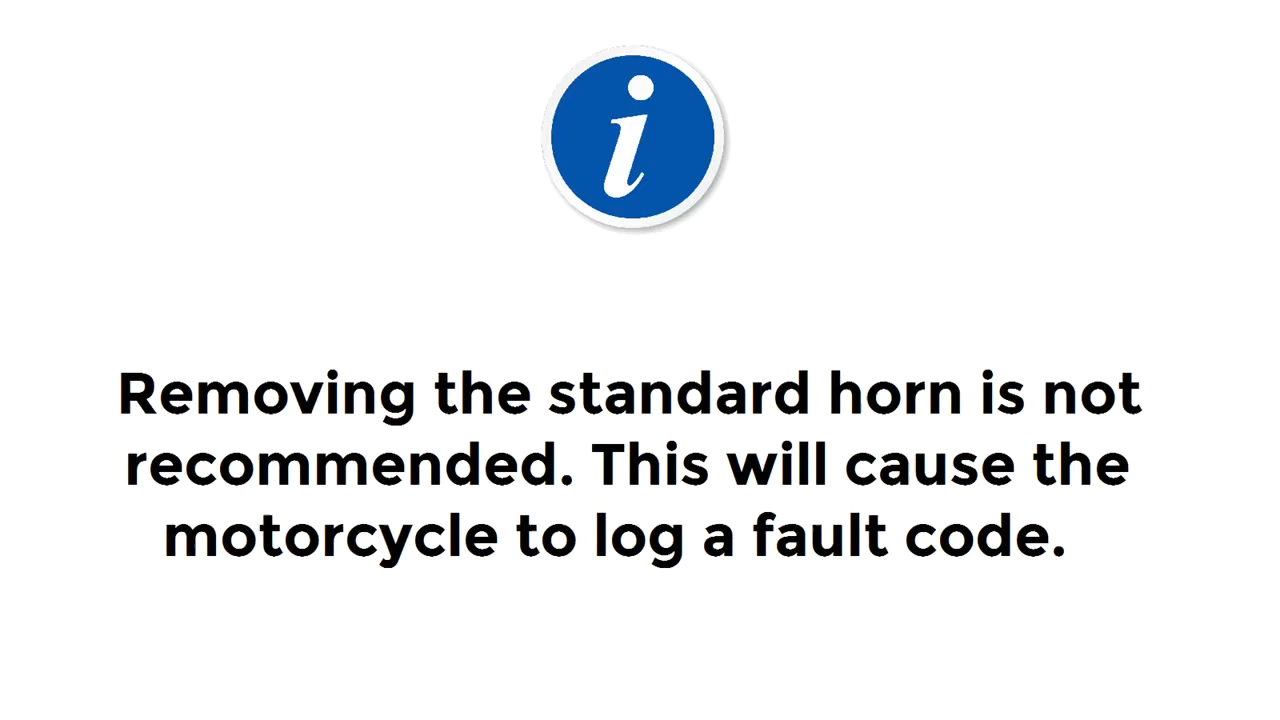 i
Removing the standard horn is not
recommended. This will cause the
motorcycle to log a fault code.